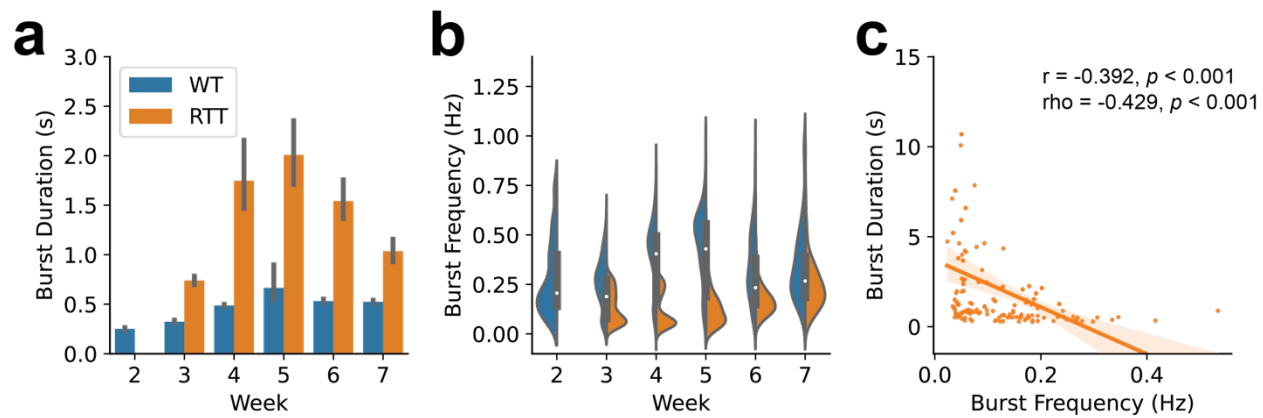 a
3.0
2.5
2.0
1.5
1.0
0.5
0.0
Burst Duration (s)
WT
RTT
2 3 4 5 6 7
Week
b
1.25
1.00
0.75
0.50
0.25
0.00
Burst Frequency (Hz)
2 3 4 5 6 7
Week
c
15
10
5
0
Burst Duration (s)
r = -0.392, p < 0.001
rho = -0.429, p < 0.001
0.0 0.2 0.4
Burst Frequency (Hz)